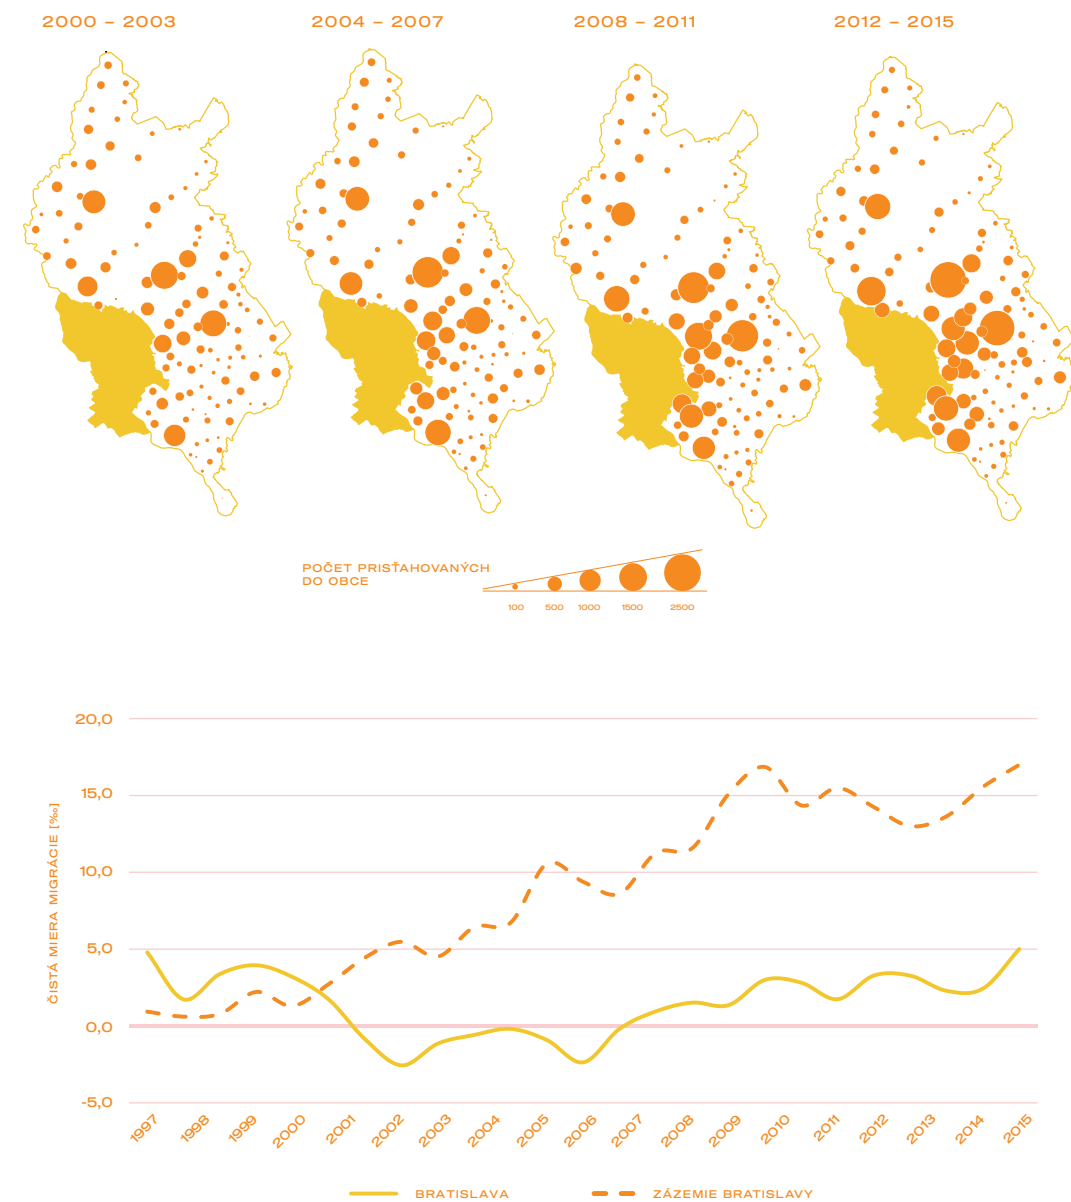 2000 – 2003
2004 – 2007
2008 – 2011
2012 – 2015
POČET PRISŤAHOVANÝCH
DO OBCE
100 500 1000 1500 2500
20,0
15,0
10,0
5,0
0,0
-5,0
ČISTÁ MIERA MIGRÁCIE [‰]
1997 1998 1999 2000 2001 2002 2003 2004 2005 2006 2007 2008 2009 2010 2011 2012 2013 2014 2015
BRATISLAVA
ZÁZEMIE BRATISLAVY